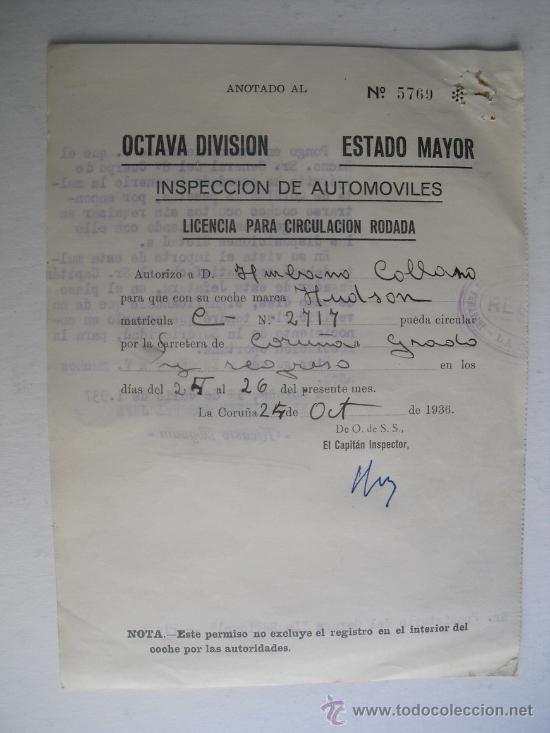 ANOTADO AL
Nº 5769
OCTAVA DIVISION ESTADO MAYOR
INSPECCION DE AUTOMOVILES
LICENCIA PARA CIRCULACION RODADA
Autorizo a D. Collazo
para que con su coche marca Hudson
matrícula C- N.º 2717 pueda circular
por la carretera de Coruña Grado
y regreso en los
días del 25 al 26 del presente mes.
La Coruña 24 de Oct de 1936.
De O. de S. S.,
El Capitán Inspector,
NOTA.—Este permiso no excluye el registro en el interior del
coche por las autoridades.
todocoleccion.net